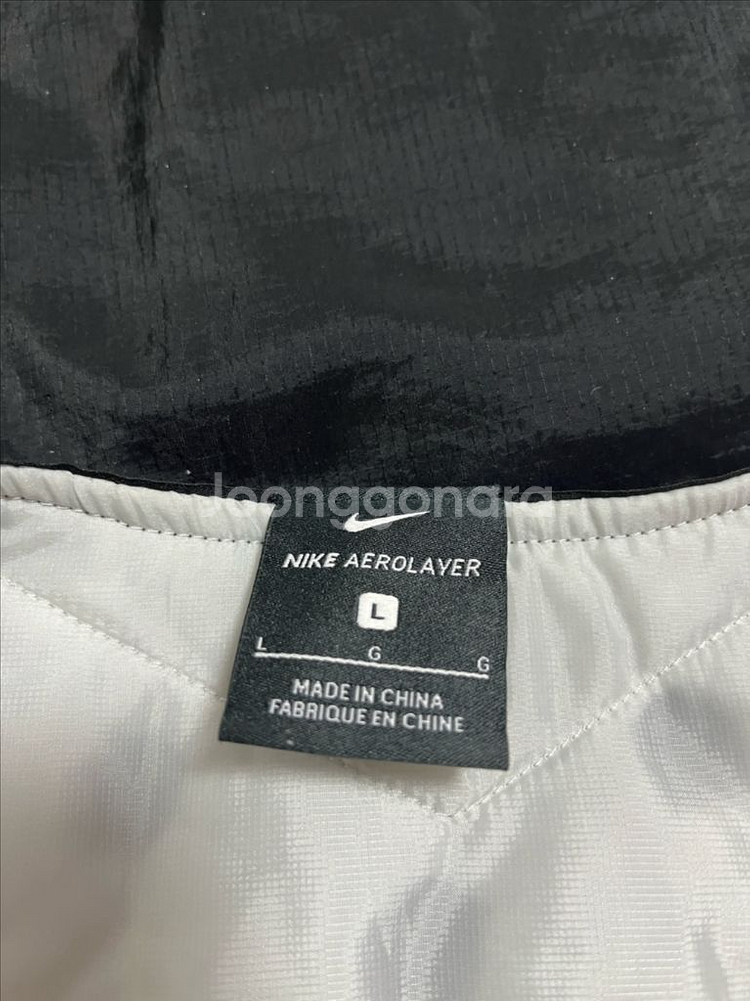 Joonggonara
NIKE AEROLAYER
L
L G G
MADE IN CHINA
FABRIQUE EN CHINE